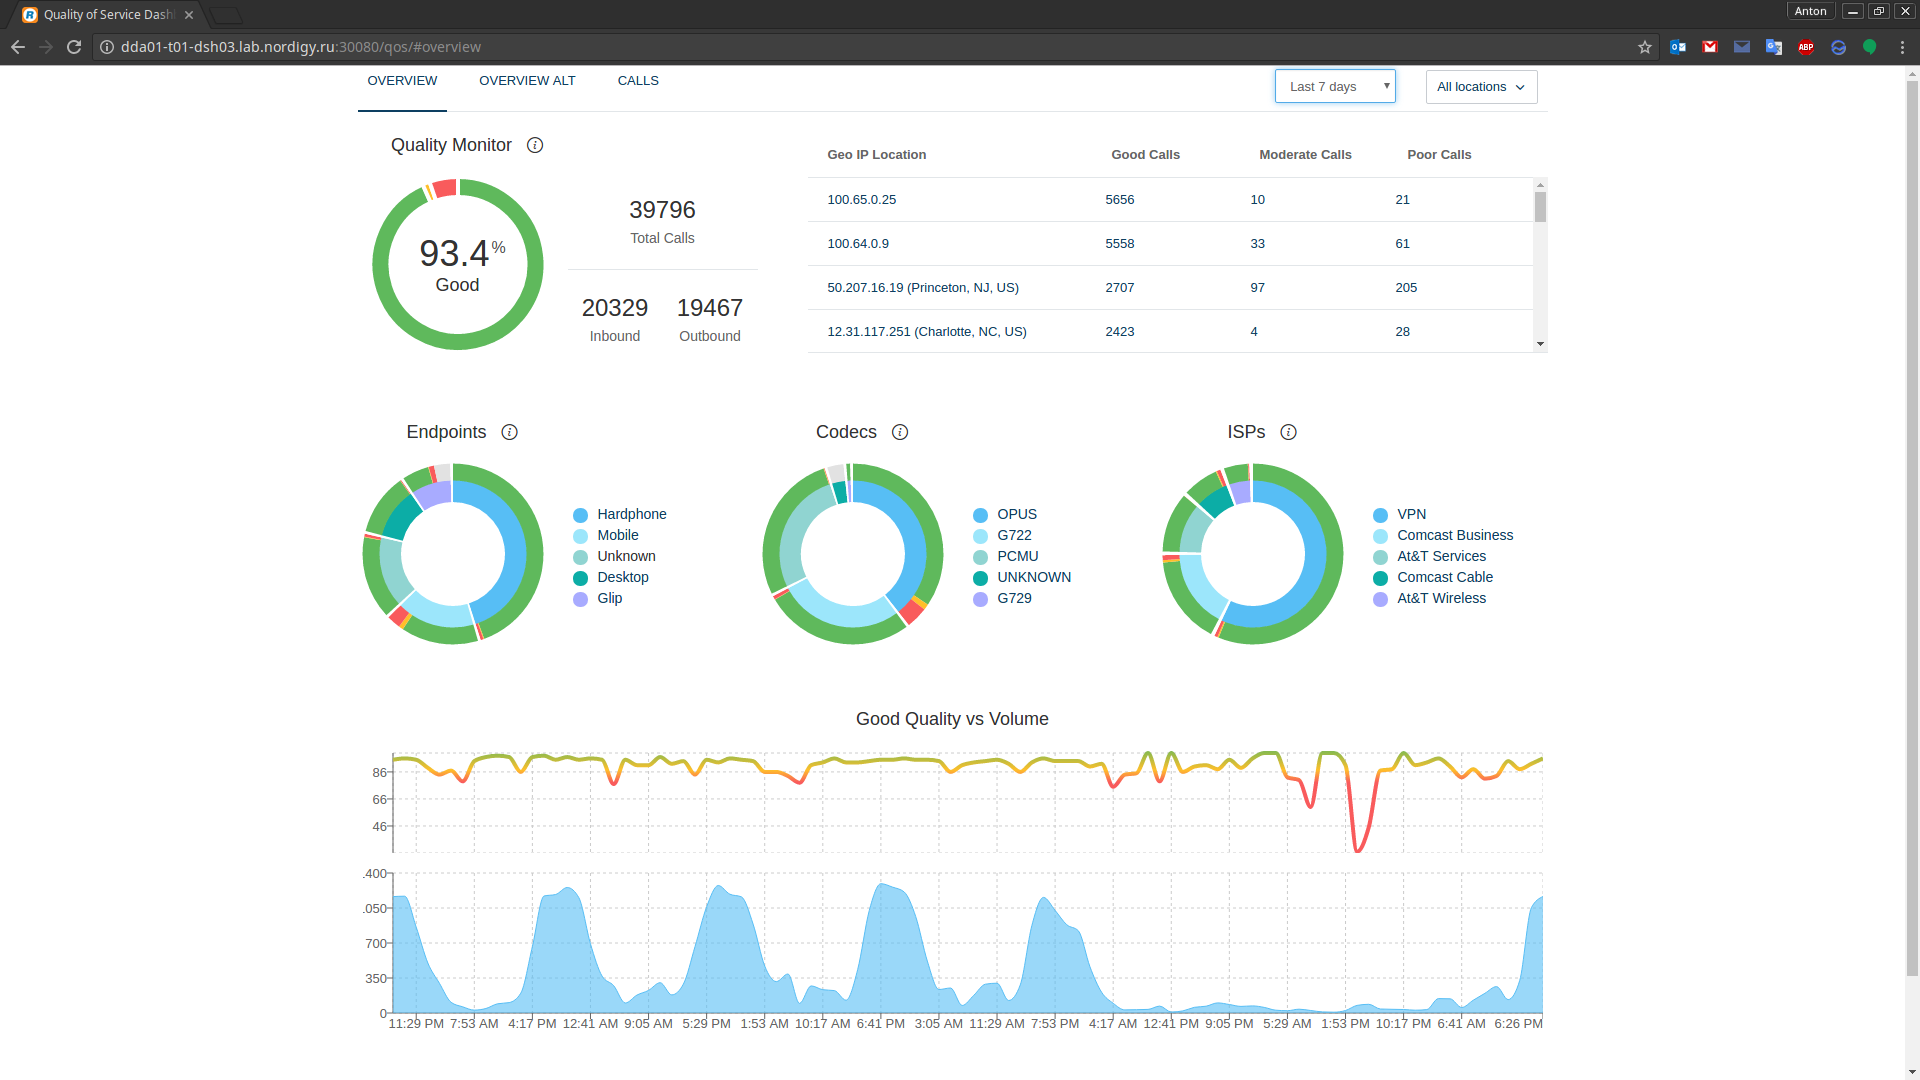 Quality of Service Dash
Anton
dda01-t01-dsh03.lab.nordigy.ru:30080/qos/#overview
OVERVIEW
OVERVIEW ALT
CALLS
Last 7 days
All locations
Quality Monitor
93.4%
Good
39796
Total Calls
20329
19467
Inbound
Outbound
Geo IP Location Good Calls Moderate Calls Poor Calls
100.65.0.25 5656 10 21
100.64.0.9 5558 33 61
50.207.16.19 (Princeton, NJ, US) 2707 97 205
12.31.117.251 (Charlotte, NC, US) 2423 4 28
Endpoints
Hardphone
Mobile
Unknown
Desktop
Glip
Codecs
OPUS
G722
PCMU
UNKNOWN
G729
ISPs
VPN
Comcast Business
At&T Services
Comcast Cable
At&T Wireless
Good Quality vs Volume
86
66
46
1400
1050
700
350
0
11:29 PM 7:53 AM 4:17 PM 12:41 AM 9:05 AM 5:29 PM 1:53 AM 10:17 AM 6:41 PM 3:05 AM 11:29 AM 7:53 PM 4:17 AM 12:41 PM 9:05 PM 5:29 AM 1:53 PM 10:17 PM 6:41 AM 6:26 PM